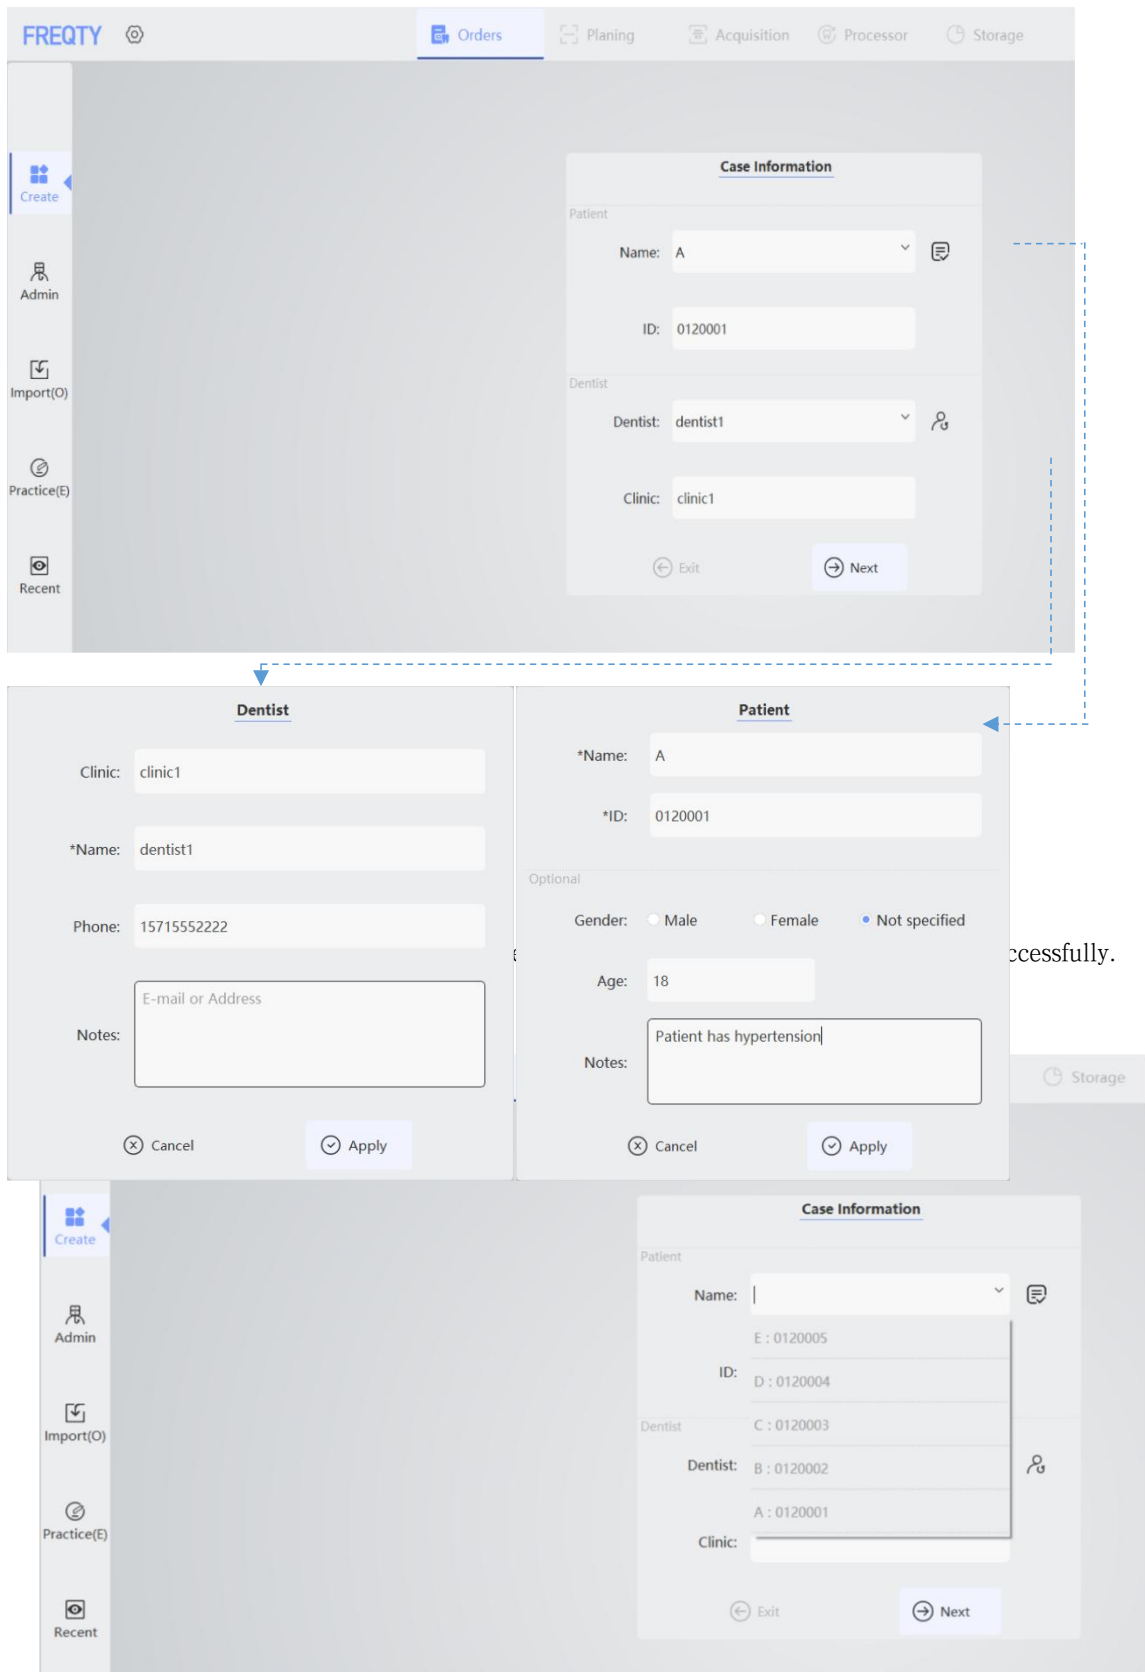 FREQTY
Orders
Planing
Acquisition
Processor
Storage
Create
Admin
Import(O)
Practice(E)
Recent
Case Information
Patient
Name: A
ID: 0120001
Dentist
Dentist: dentist1
Clinic: clinic1
Exit
Next
Dentist
Clinic: clinic1
*Name: dentist1
Phone: 15715552222
Notes: E-mail or Address
Cancel
Apply
Patient
*Name: A
*ID: 0120001
Optional
Gender: Male Female Not specified
Age: 18
Notes: Patient has hypertension
Cancel
Apply
ccessfully.
Storage
Create
Admin
Import(O)
Practice(E)
Recent
Case Information
Patient
Name:
E : 0120005
ID:
D : 0120004
Dentist
C : 0120003
Dentist:
B : 0120002
A : 0120001
Clinic:
Exit
Next